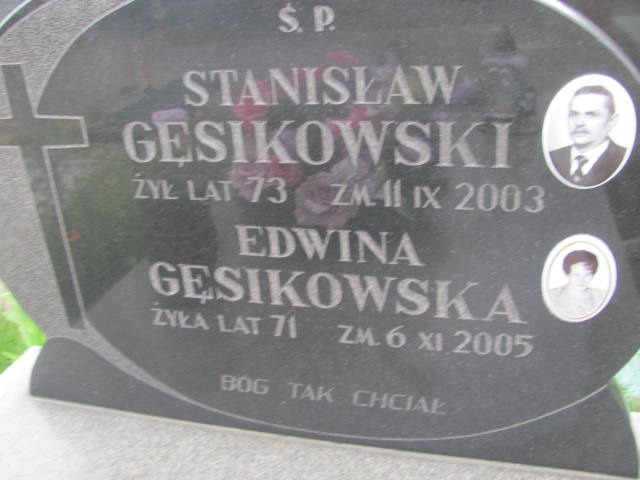 Ś. P.
STANISŁAW
GĘSIKOWSKI
ŻYŁ LAT 73 ZM. 11 IX 2003
EDWINA
GĘSIKOWSKA
ŻYŁA LAT 71 ZM. 6 XI 2005
BÓG TAK CHCIAŁ